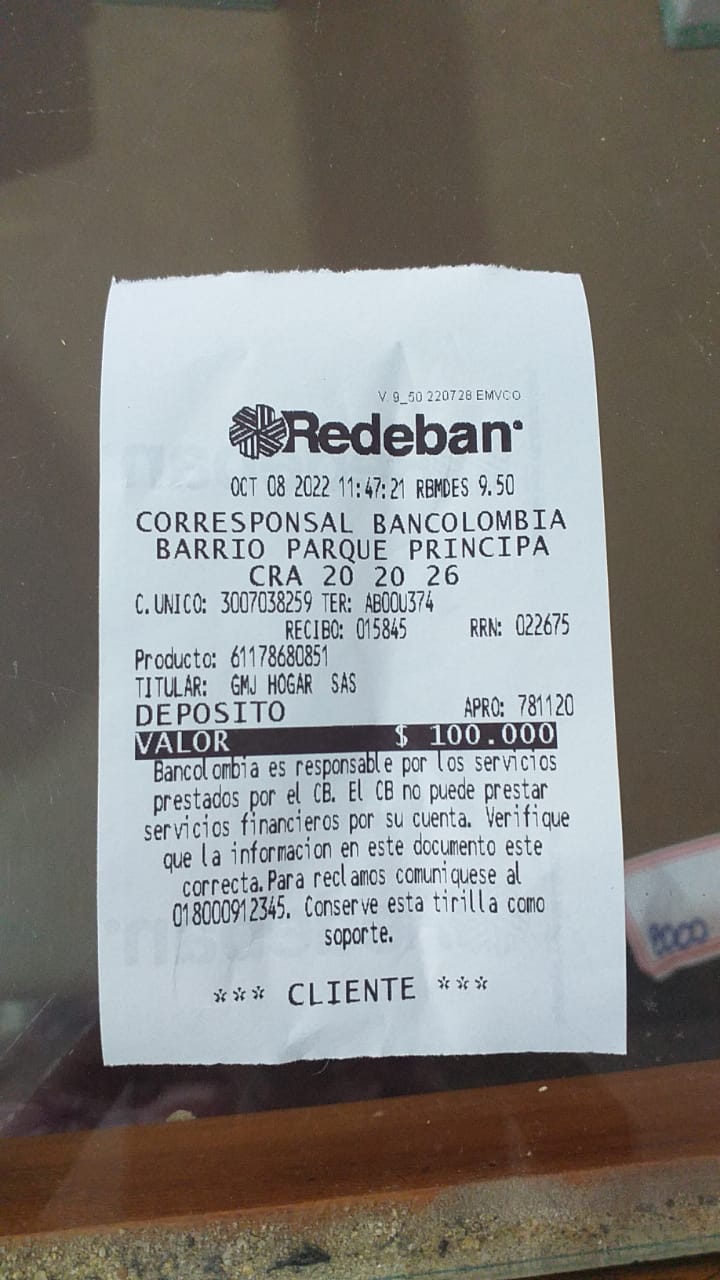 V. 9_50 220728 EMVCO
Redeban
OCT 08 2022 11:47:21 RBMDES 9.50
CORRESPONSAL BANCOLOMBIA
BARRIO PARQUE PRINCIPA
CRA 20 20 26
C.UNICO: 3007038259 TER: AB00U374
RECIBO: 015845 RRN: 022675
Producto: 61178680851
TITULAR: GMJ HOGAR SAS
DEPOSITO APRO: 781120
VALOR $ 100.000
Bancolombia es responsable por los servicios
prestados por el CB. El CB no puede prestar
servicios financieros por su cuenta. Verifique
que la informacion en este documento este
correcta.Para reclamos comuniquese al
018000912345. Conserve esta tirilla como
soporte.
*** CLIENTE ***
8000